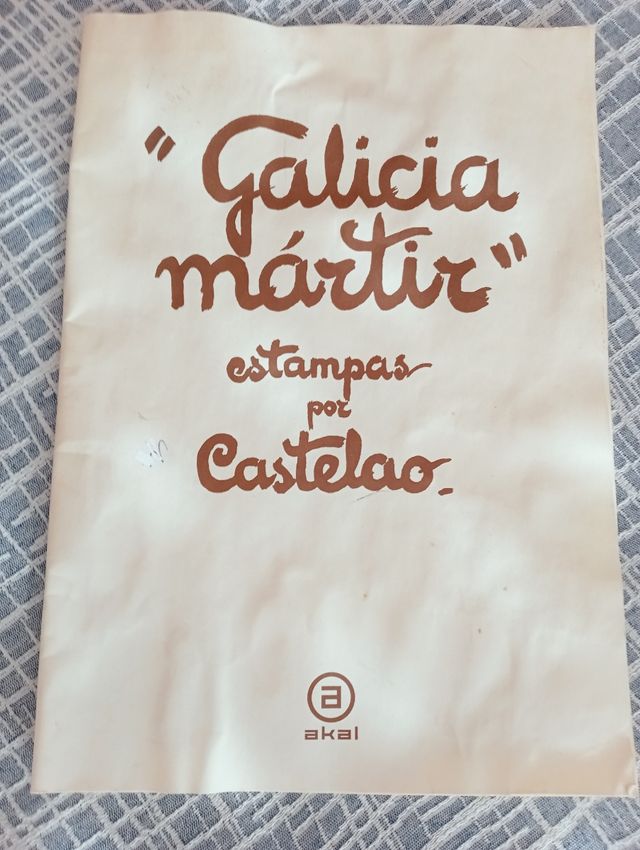 "Galicia
mártir"
estampas
por
Castelao.
a
akal